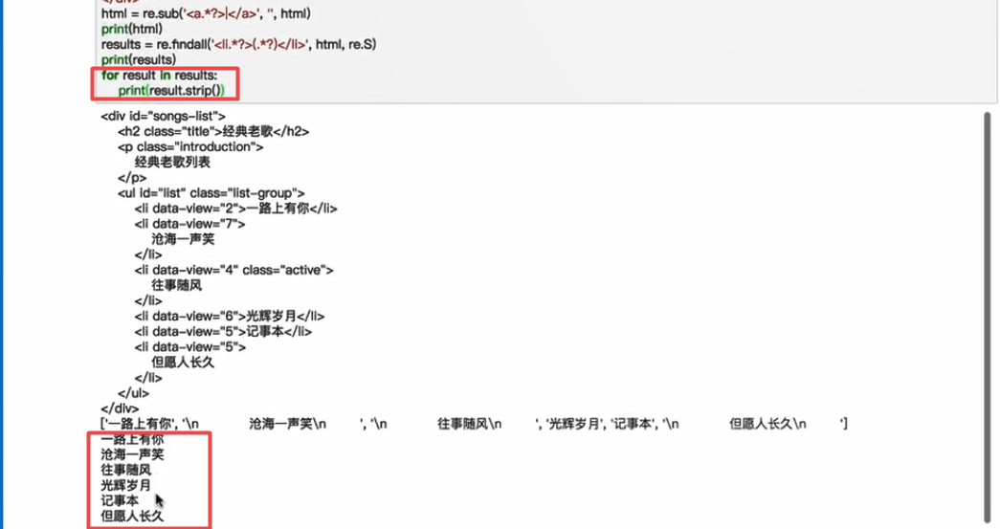 </div>
html = re.sub('<a.*?>|</a>', '', html)
print(html)
results = re.findall('<li.*?>(.*?)</li>', html, re.S)
print(results)
for result in results:
    print(result.strip())
<div id="songs-list">
    <h2 class="title">经典老歌</h2>
    <p class="introduction">
        经典老歌列表
    </p>
    <ul id="list" class="list-group">
        <li data-view="2">一路上有你</li>
        <li data-view="7">
            沧海一声笑
        </li>
        <li data-view="4" class="active">
            往事随风
        </li>
        <li data-view="6">光辉岁月</li>
        <li data-view="5">记事本</li>
        <li data-view="5">
            但愿人长久
        </li>
    </ul>
</div>
['一路上有你', '\n            沧海一声笑\n        ', '\n            往事随风\n        ', '光辉岁月', '记事本', '\n            但愿人长久\n        ']
一路上有你
沧海一声笑
往事随风
光辉岁月
记事本
但愿人长久